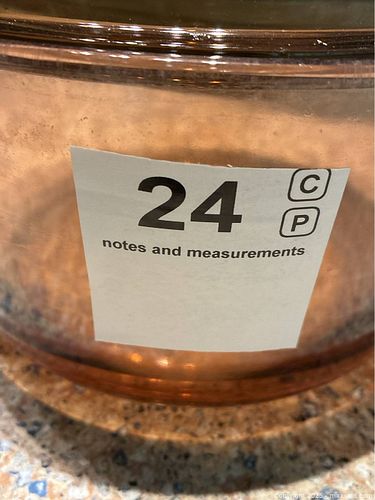 24
C
P
notes and measurements